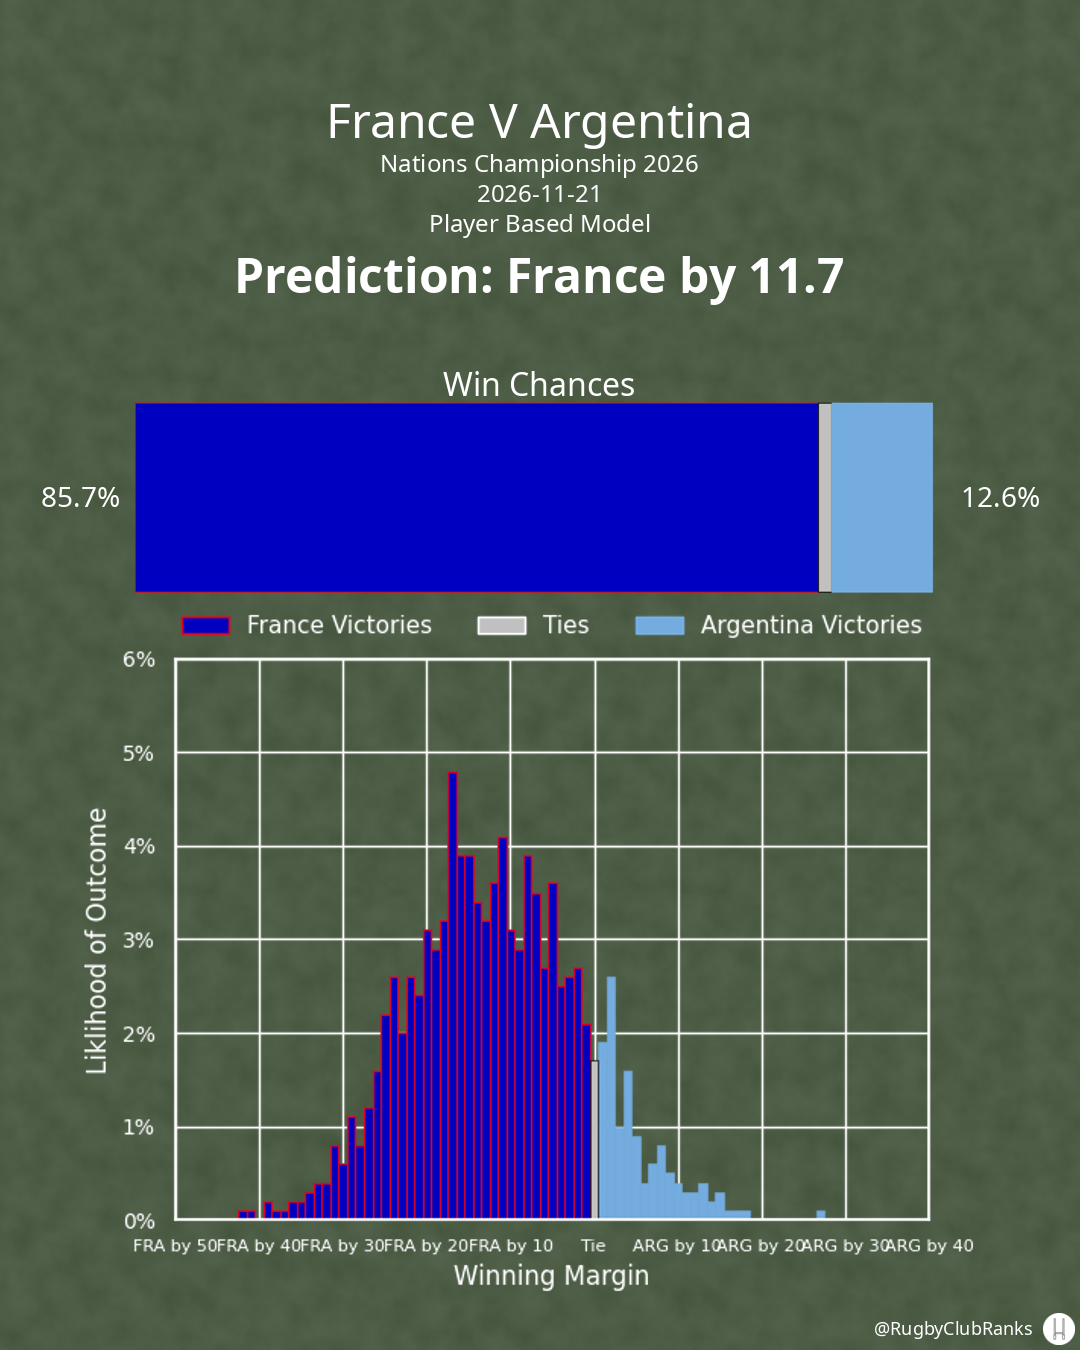 France V Argentina
Nations Championship 2026
2026-11-21
Player Based Model
Prediction: France by 11.7
Win Chances
85.7%
12.6%
France Victories
Ties
Argentina Victories
6%
5%
4%
3%
2%
1%
0%
Liklihood of Outcome
FRA by 50
FRA by 40
FRA by 30
FRA by 20
FRA by 10
Tie
ARG by 10
ARG by 20
ARG by 30
ARG by 40
Winning Margin
@RugbyClubRanks